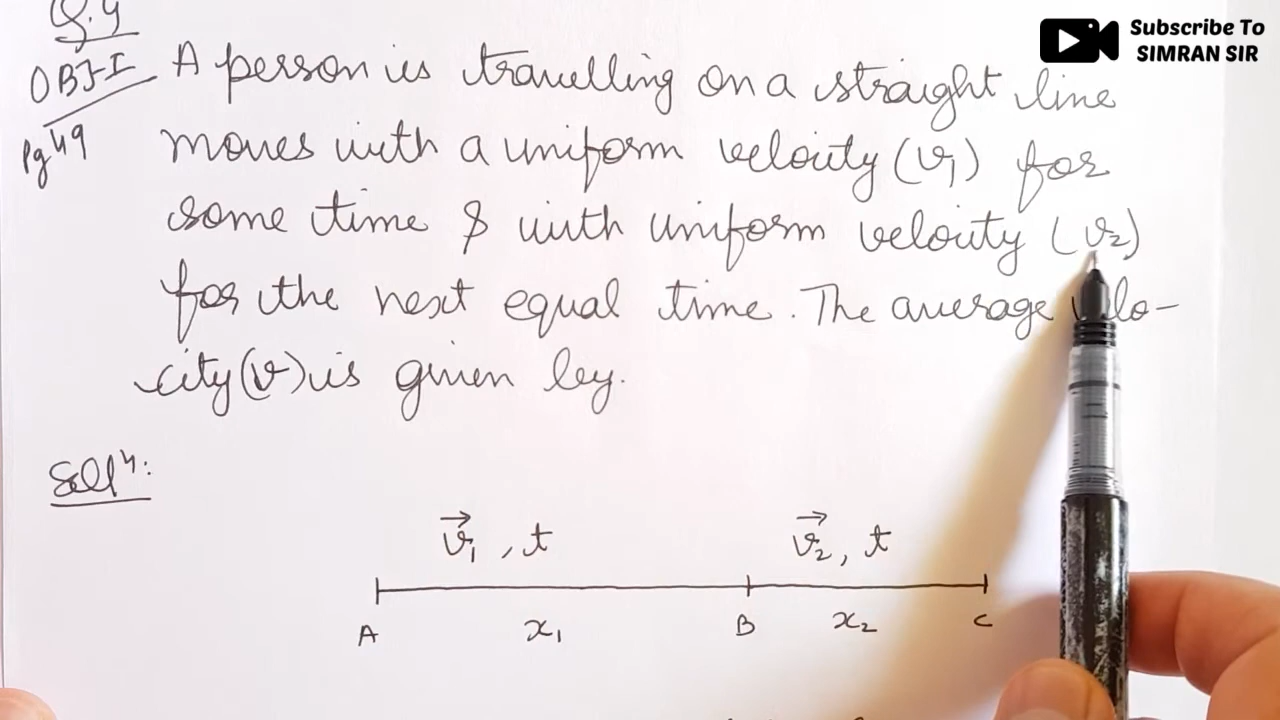 Q.4
OBJ-I
Pg 49
A person is travelling on a straight line
moves with a uniform velocity (v₁) for
some time & with uniform velocity (v₂)
for the next equal time. The average velo-
city (v) is given by.
Solⁿ:
v⃗₁, t
v⃗₂, t
A
x₁
B
x₂
C
Subscribe To
SIMRAN SIR